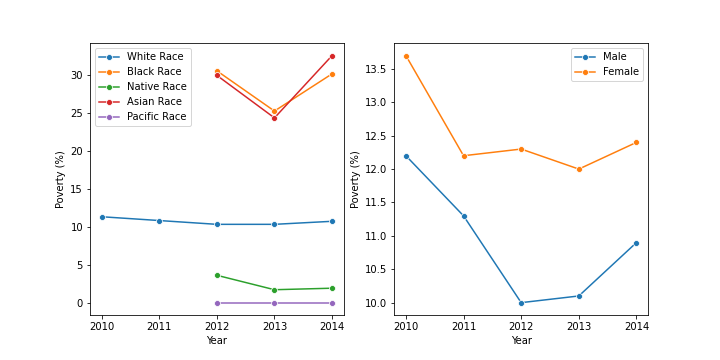 White Race
Black Race
Native Race
Asian Race
Pacific Race
30
25
20
15
10
5
0
Poverty (%)
2010 2011 2012 2013 2014
Year
Male
Female
13.5
13.0
12.5
12.0
11.5
11.0
10.5
10.0
Poverty (%)
2010 2011 2012 2013 2014
Year